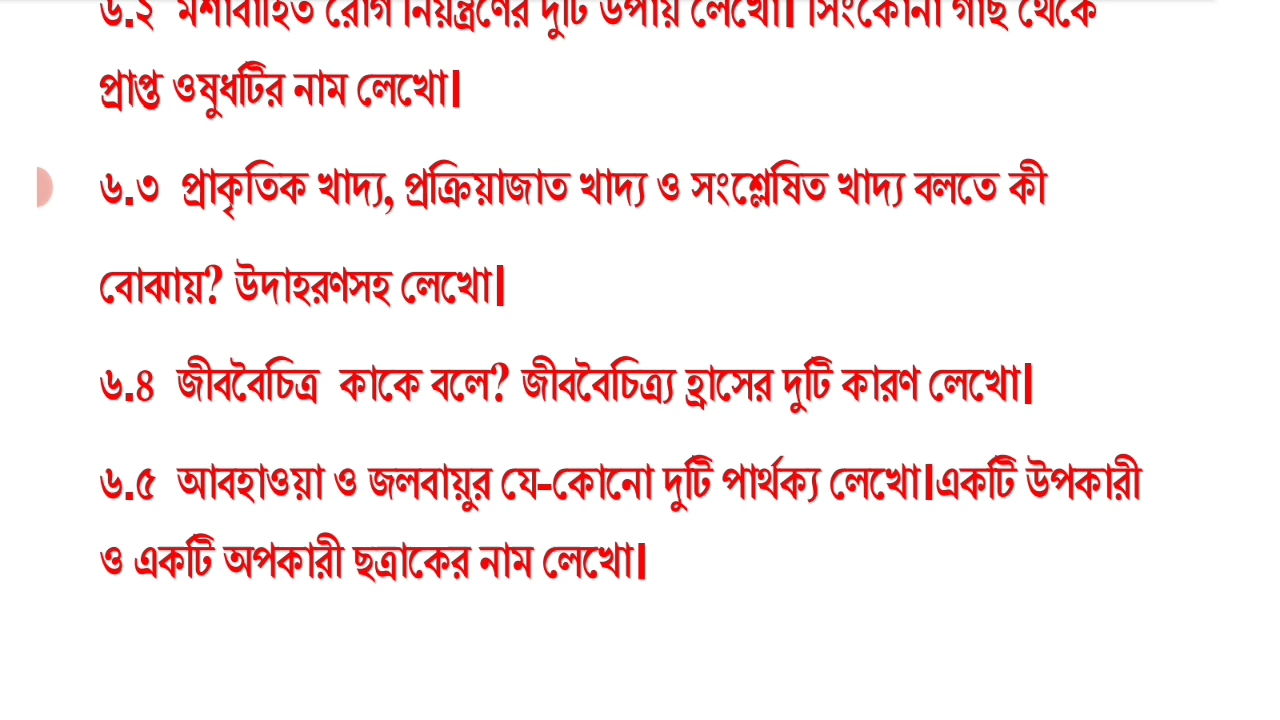 ৬.২ মশাবাহিত রোগ নিয়ন্ত্রণের দুটি উপায় লেখো। সিংকোনা গাছ থেকে
প্রাপ্ত ওষুধটির নাম লেখো।
৬.৩ প্রাকৃতিক খাদ্য, প্রক্রিয়াজাত খাদ্য ও সংশ্লেষিত খাদ্য বলতে কী
বোঝায়? উদাহরণসহ লেখো।
৬.৪ জীববৈচিত্র কাকে বলে? জীববৈচিত্র্য হ্রাসের দুটি কারণ লেখো।
৬.৫ আবহাওয়া ও জলবায়ুর যে-কোনো দুটি পার্থক্য লেখো।একটি উপকারী
ও একটি অপকারী ছত্রাকের নাম লেখো।